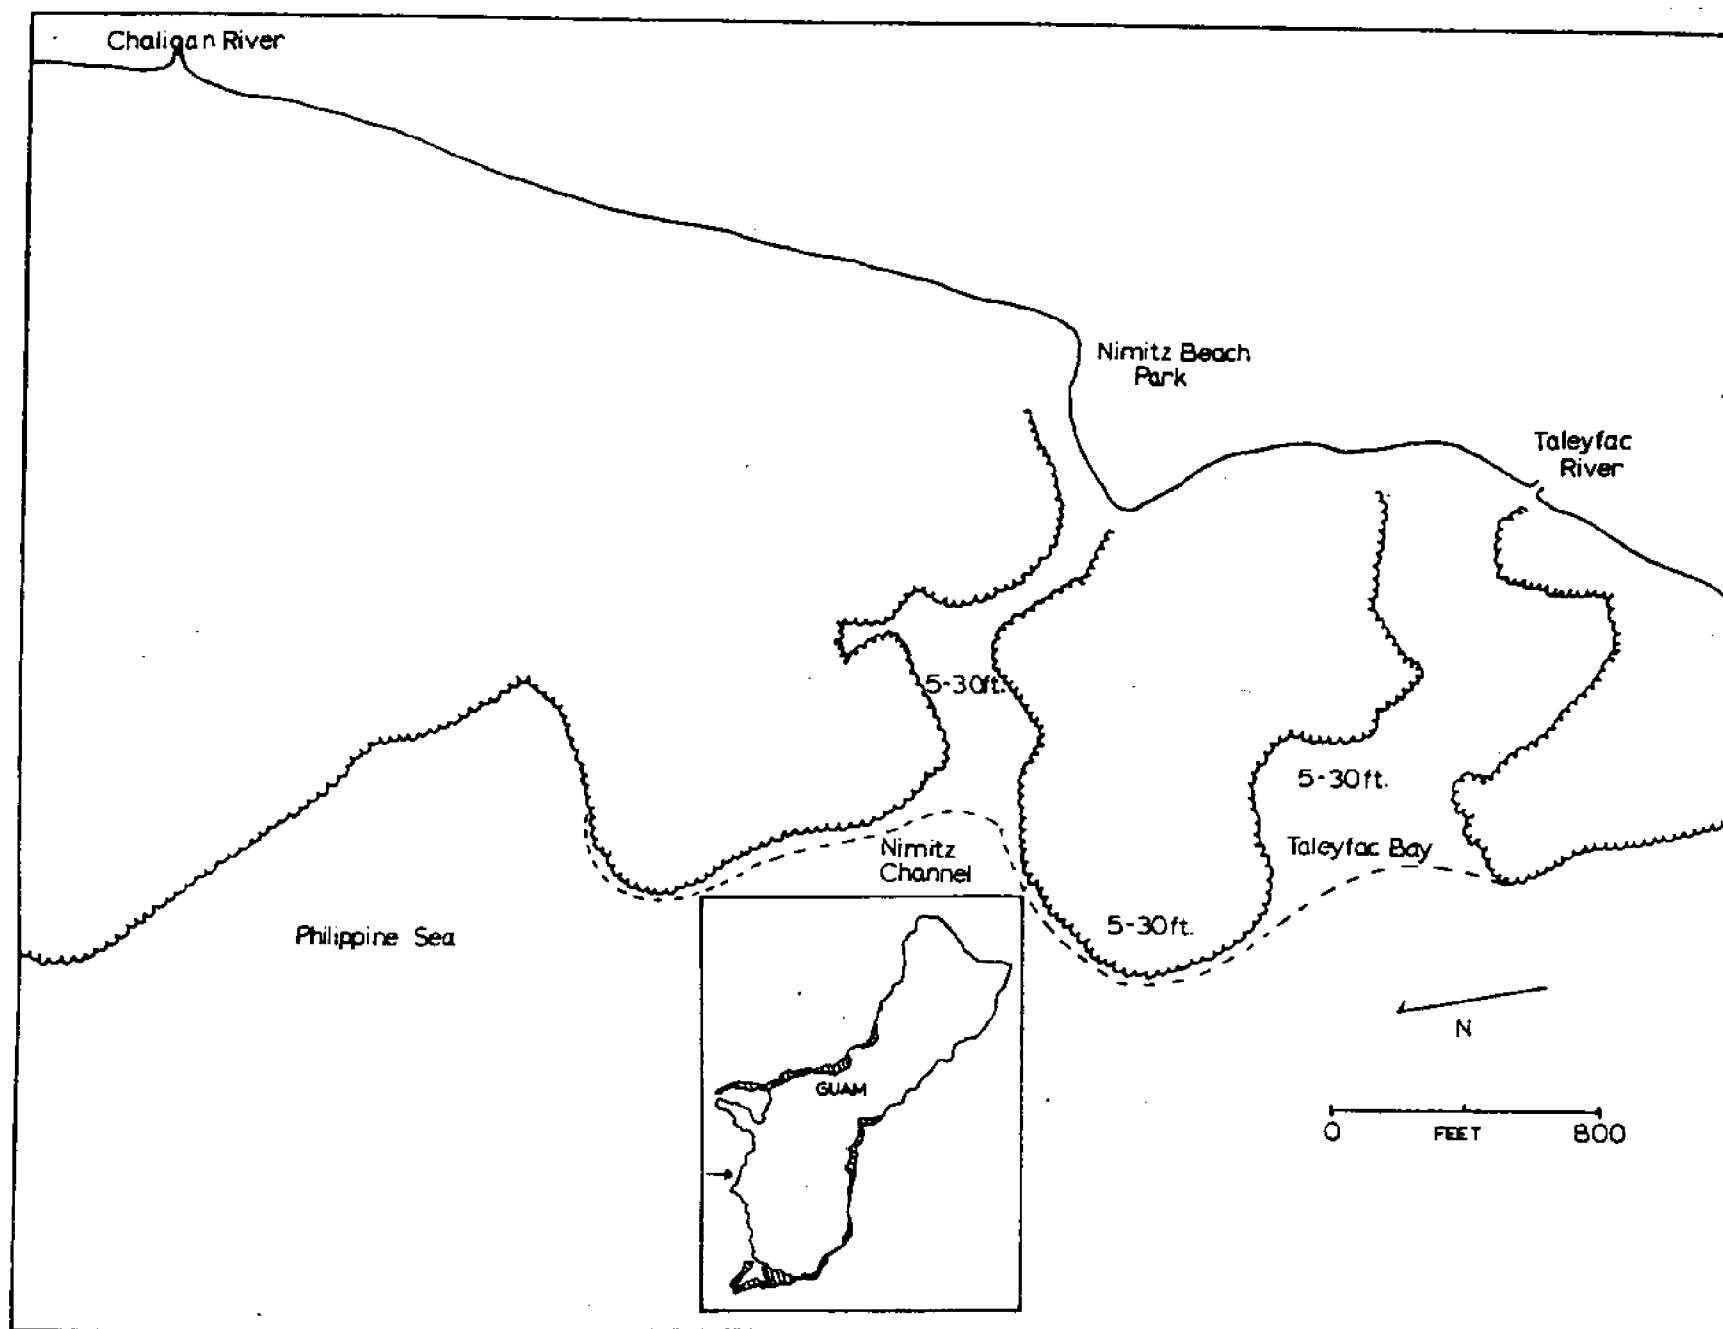 Chaligan River
Nimitz Beach
Park
Taleyfac
River
5-30ft.
5-30ft.
Nimitz
Channel
Taleyfac Bay
Philippine Sea
5-30ft.
N
GUAM
0
FEET
800